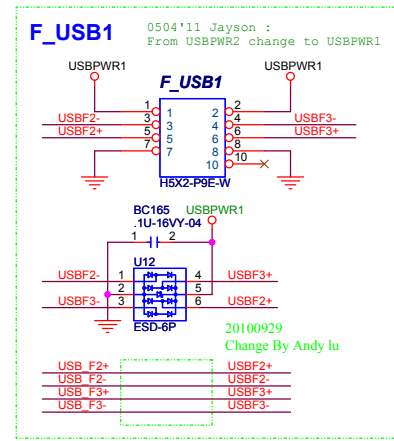 F_USB1
0504'11 Jayson :
From USBPWR2 change to USBPWR1
USBPWR1 USBPWR1
F_USB1
1 1 2 2
USBF2- 3 3 4 4 USBF3-
USBF2+ 5 5 6 6 USBF3+
7 7 8 8
10 10
H5X2-P9E-W
BC165 USBPWR1
.1U-16VY-04
1 2
U12
USBF2- 1 4 USBF3+
2 5
USBF3- 3 6 USBF2+
ESD-6P
20100929
Change By Andy lu
USB_F2+ USBF2+
USB_F2- USBF2-
USB_F3+ USBF3+
USB_F3- USBF3-